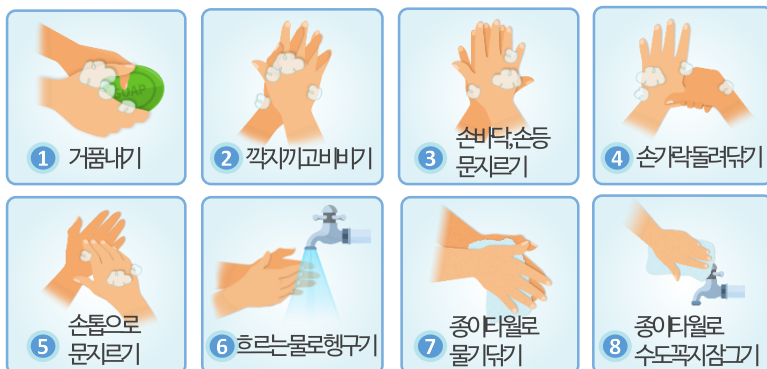 SOAP
1 거품내기
2 깍지끼고비비기
3 손바닥,손등
문지르기
4 손가락돌려닦기
5 손톱으로
문지르기
6 흐르는물로헹구기
7 종이타월로
물기닦기
8 종이타월로
수도꼭지잠그기